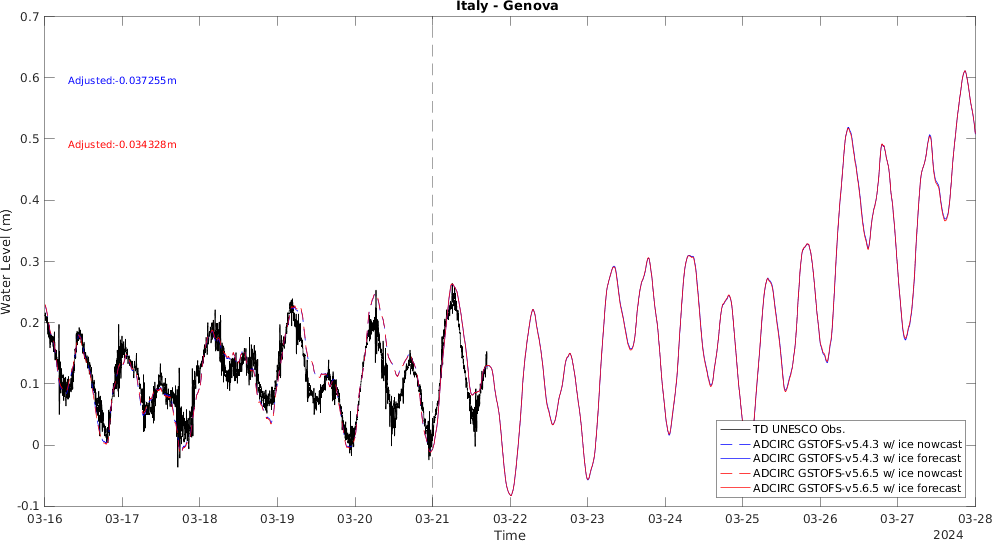 Italy - Genova
0.7
0.6
0.5
0.4
0.3
0.2
0.1
0
-0.1
Water Level (m)
Adjusted:-0.037255m
Adjusted:-0.034328m
TD UNESCO Obs.
ADCIRC GSTOFS-v5.4.3 w/ ice nowcast
ADCIRC GSTOFS-v5.4.3 w/ ice forecast
ADCIRC GSTOFS-v5.6.5 w/ ice nowcast
ADCIRC GSTOFS-v5.6.5 w/ ice forecast
03-16 03-17 03-18 03-19 03-20 03-21 03-22 03-23 03-24 03-25 03-26 03-27 03-28
Time
2024